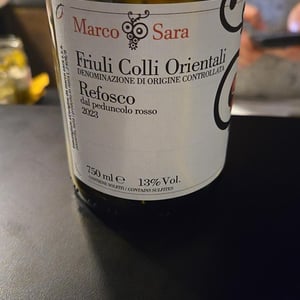 Marco Sara
Friuli Colli Orientali
DENOMINAZIONE DI ORIGINE CONTROLLATA
Refosco
dal peduncolo rosso
2023
750 ml ℮ 13% Vol.
CONTIENE SOLFITI / CONTAINS SULFITES